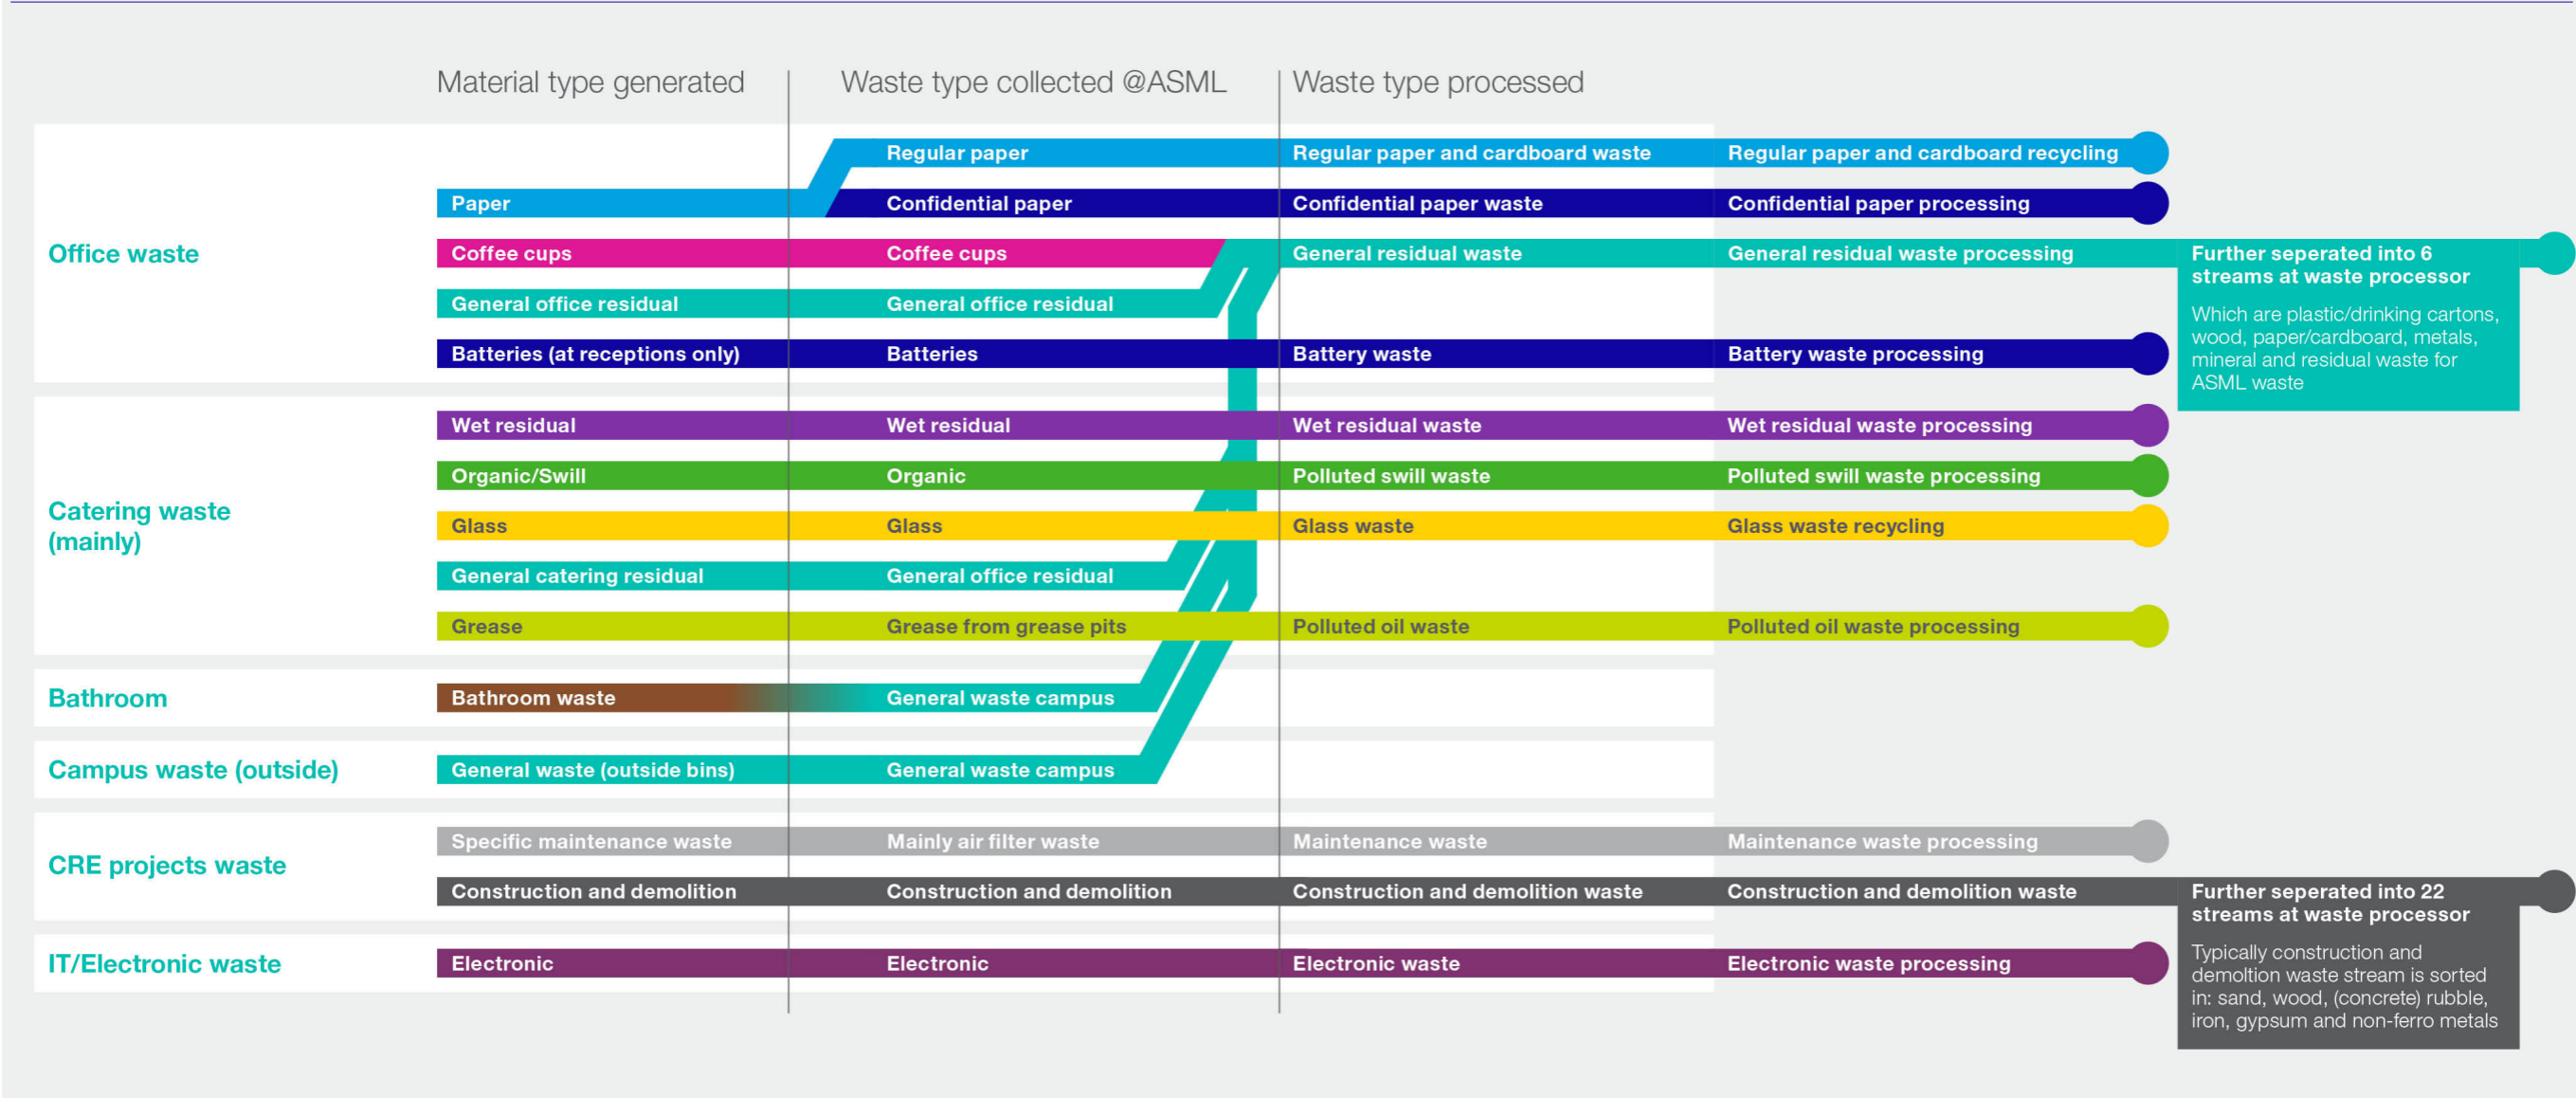 Material type generated
Waste type collected @ASML
Waste type processed
Office waste
Regular paper
Regular paper and cardboard waste
Regular paper and cardboard recycling
Paper
Confidential paper
Confidential paper waste
Confidential paper processing
Coffee cups
Coffee cups
General residual waste
General residual waste processing
Further seperated into 6
streams at waste processor
Which are plastic/drinking cartons,
wood, paper/cardboard, metals,
mineral and residual waste for
ASML waste
General office residual
General office residual
Batteries (at receptions only)
Batteries
Battery waste
Battery waste processing
Catering waste
(mainly)
Wet residual
Wet residual
Wet residual waste
Wet residual waste processing
Organic/Swill
Organic
Polluted swill waste
Polluted swill waste processing
Glass
Glass
Glass waste
Glass waste recycling
General catering residual
General office residual
Grease
Grease from grease pits
Polluted oil waste
Polluted oil waste processing
Bathroom
Bathroom waste
General waste campus
Campus waste (outside)
General waste (outside bins)
General waste campus
CRE projects waste
Specific maintenance waste
Mainly air filter waste
Maintenance waste
Maintenance waste processing
Construction and demolition
Construction and demolition
Construction and demolition waste
Construction and demolition waste
Further seperated into 22
streams at waste processor
Typically construction and
demoltion waste stream is sorted
in: sand, wood, (concrete) rubble,
iron, gypsum and non-ferro metals
IT/Electronic waste
Electronic
Electronic
Electronic waste
Electronic waste processing